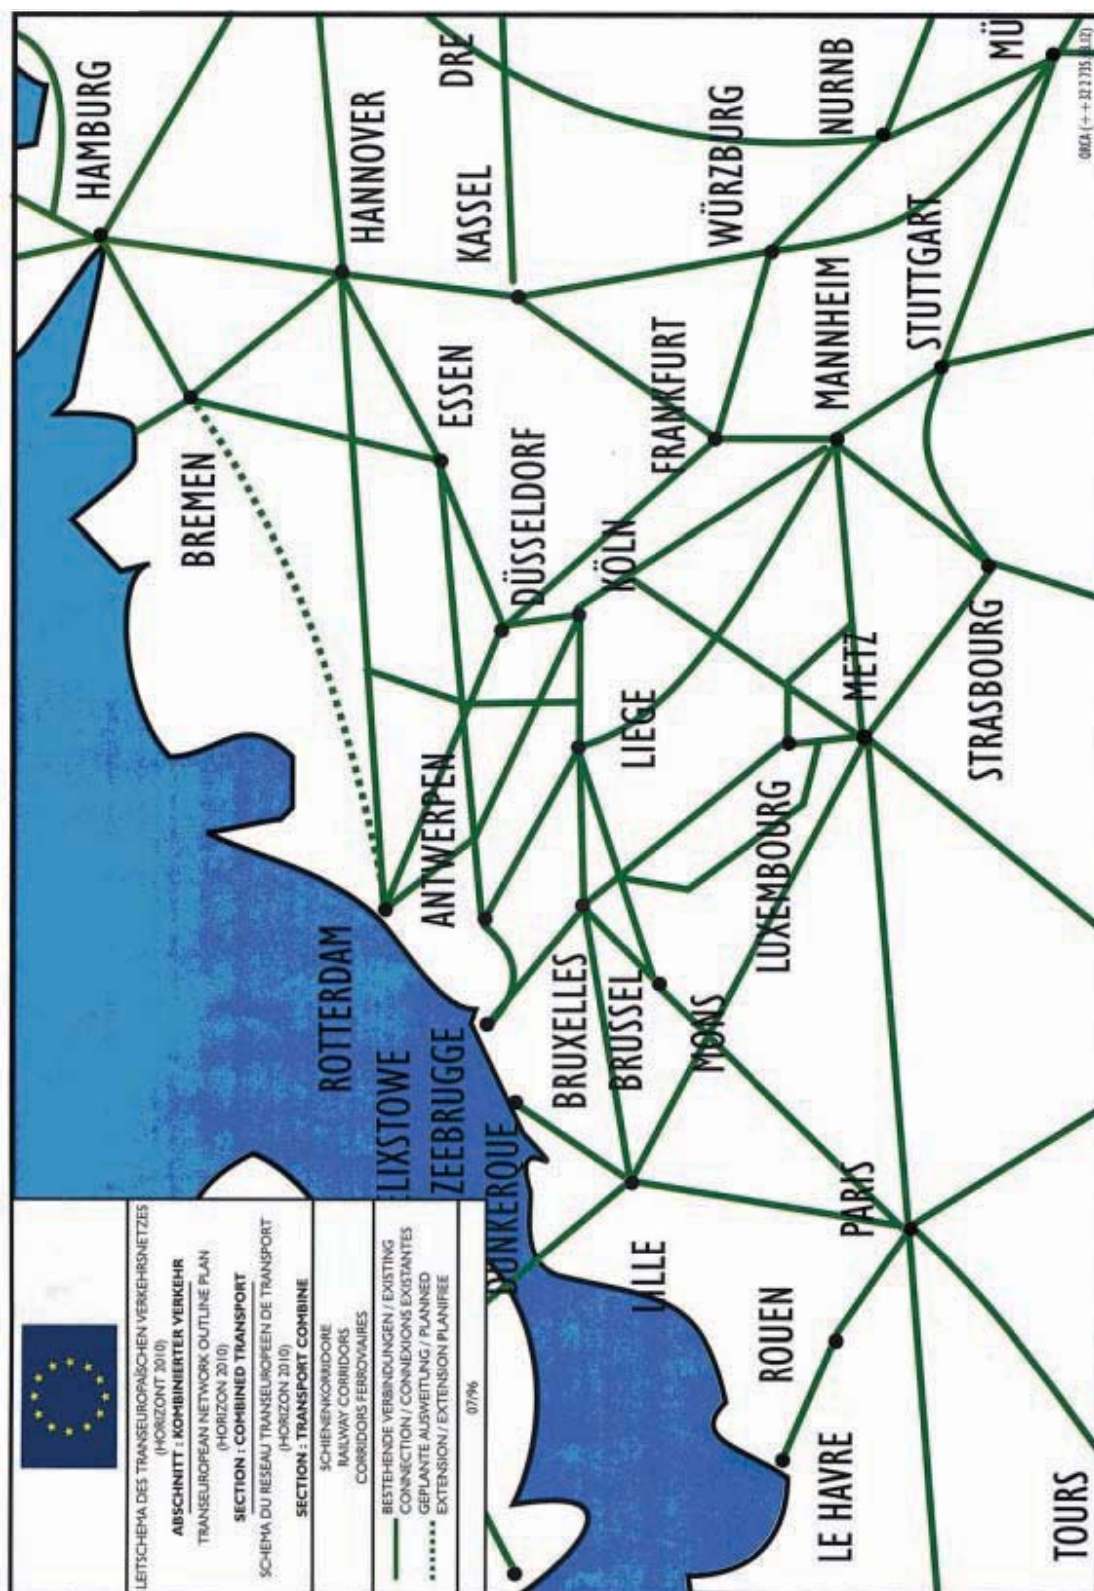 LEITSCHEMA DES TRANSEUROPÄISCHEN VERKEHRSNETZES
(HORIZONT 2010)
ABSCHNITT : KOMBINIERTER VERKEHR
TRANSEUROPEAN NETWORK OUTLINE PLAN
(HORIZON 2010)
SECTION : COMBINED TRANSPORT
SCHEMA DU RESEAU TRANSEUROPEEN DE TRANSPORT
(HORIZON 2010)
SECTION : TRANSPORT COMBINE
SCHIENENKORRIDORE
RAILWAY CORRIDORS
CORRIDORS FERROVIAIRES
BESTEHENDE VERBINDUNGEN / EXISTING
CONNECTION / CONNEXIONS EXISTANTES
GEPLANTE AUSWEITUNG / PLANNED
EXTENSION / EXTENSION PLANIFIEE
07/96
HAMBURG
HANNOVER
BREMEN
DRE
KASSEL
ESSEN
DÜSSELDORF
KÖLN
FRANKFURT
WÜRZBURG
NURNB
MÜ
MANNHEIM
STUTTGART
ROTTERDAM
ANTWERPEN
LIEGE
METZ
STRASBOURG
LUXEMBOURG
ELIXSTOWE
ZEEBRUGGE
BRUXELLES
BRUSSEL
MONS
DUNKERQUE
LILLE
PARIS
ROUEN
LE HAVRE
TOURS